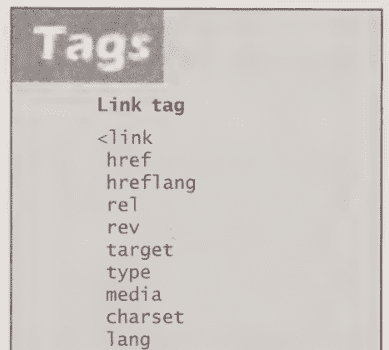 Tags
Link tag
<link
href
hreflang
rel
rev
target
type
media
charset
lang